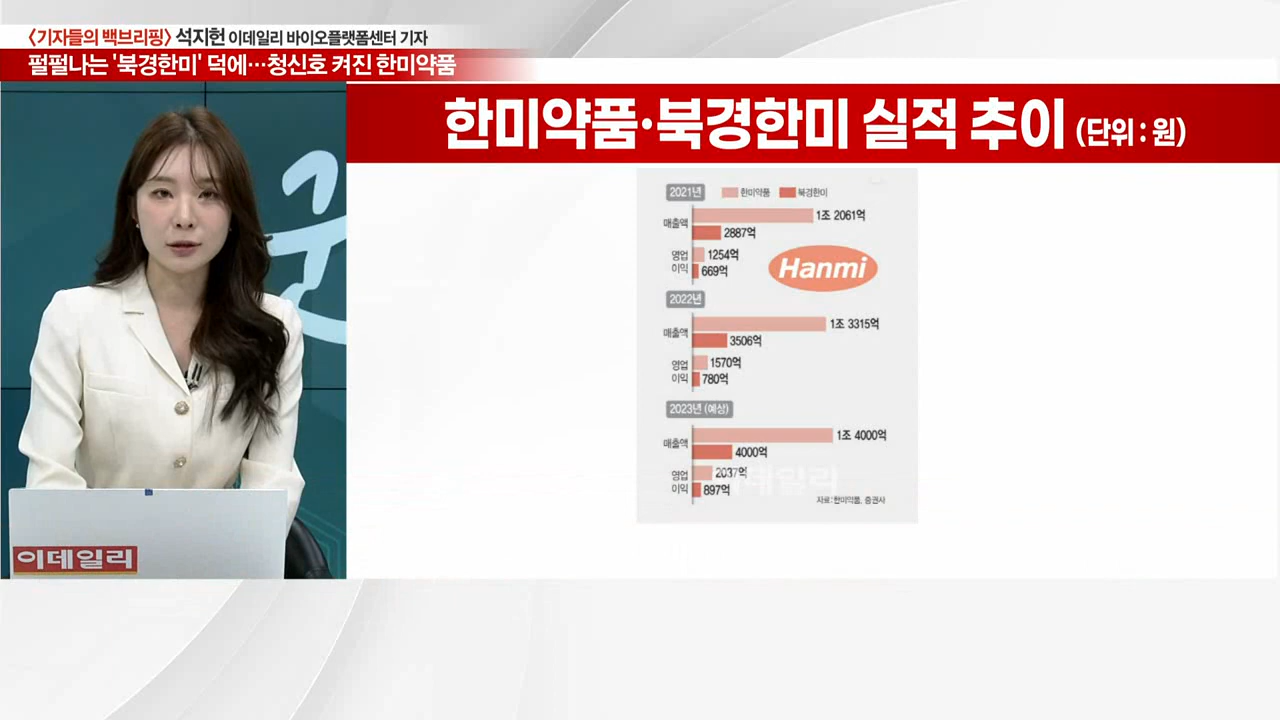 <기자들의 백브리핑> 석지헌 이데일리 바이오플랫폼센터 기자
펄펄나는 '북경한미' 덕에…청신호 켜진 한미약품
한미약품·북경한미 실적 추이 (단위 : 원)
2021년 한미약품 북경한미
매출액 1조 2061억
2887억
영업이익 1254억
669억
Hanmi
2022년
매출액 1조 3315억
3506억
영업이익 1570억
780억
2023년 (예상)
매출액 1조 4000억
4000억
영업이익 2037억
897억
이데일리
자료:한미약품, 증권사
이데일리